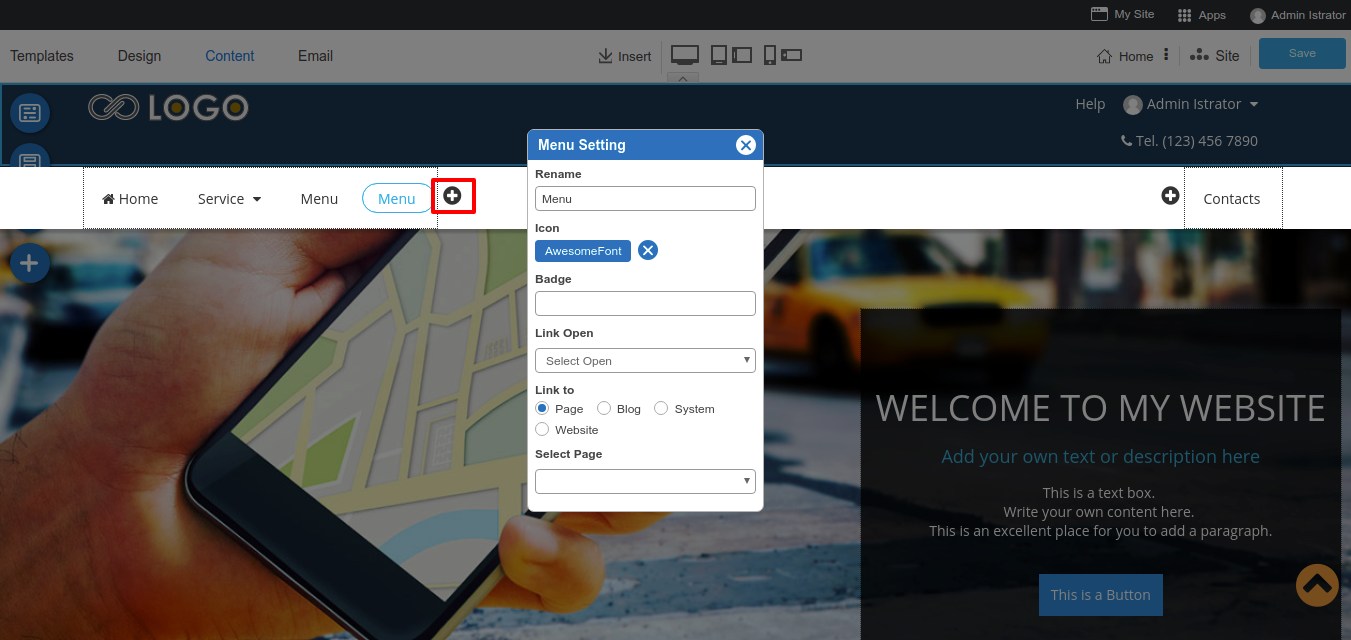 My Site Apps Admin Istrator
Templates Design Content Email Insert Home Site Save
LOGO
Help Admin Istrator
Tel. (123) 456 7890
Home Service Menu Menu Contacts
Menu Setting
Rename
Menu
Icon
AwesomeFont
Badge
Link Open
Select Open
Link to
Page Blog System
Website
Select Page
WELCOME TO MY WEBSITE
Add your own text or description here
This is a text box.
Write your own content here.
This is an excellent place for you to add a paragraph.
This is a Button